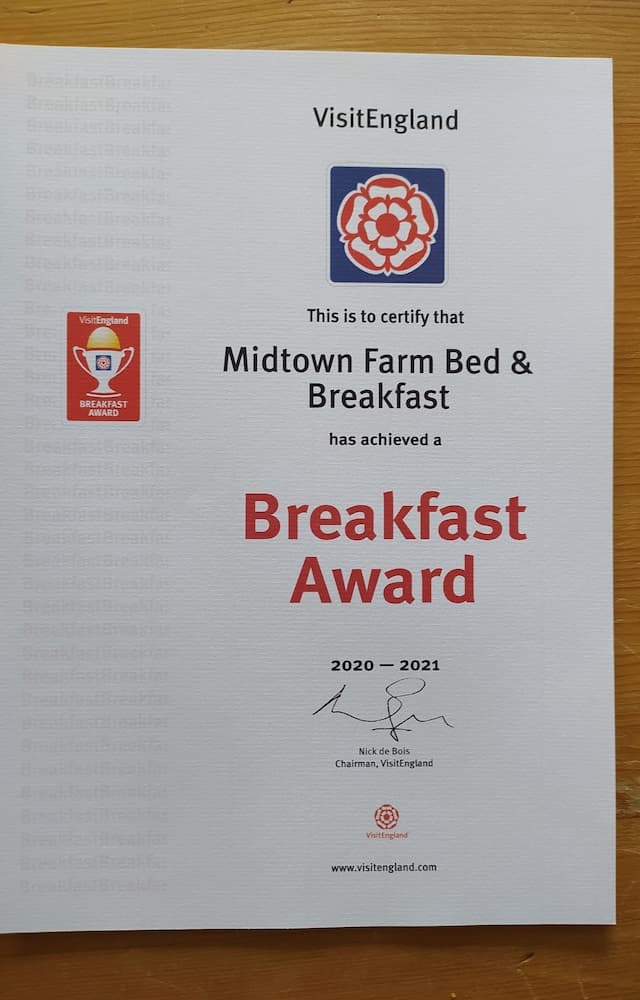 VisitEngland
This is to certify that
Midtown Farm Bed &
Breakfast
has achieved a
Breakfast
Award
2020 — 2021
Nick de Bois
Chairman, VisitEngland
VisitEngland
www.visitengland.com
VisitEngland
BREAKFAST
AWARD